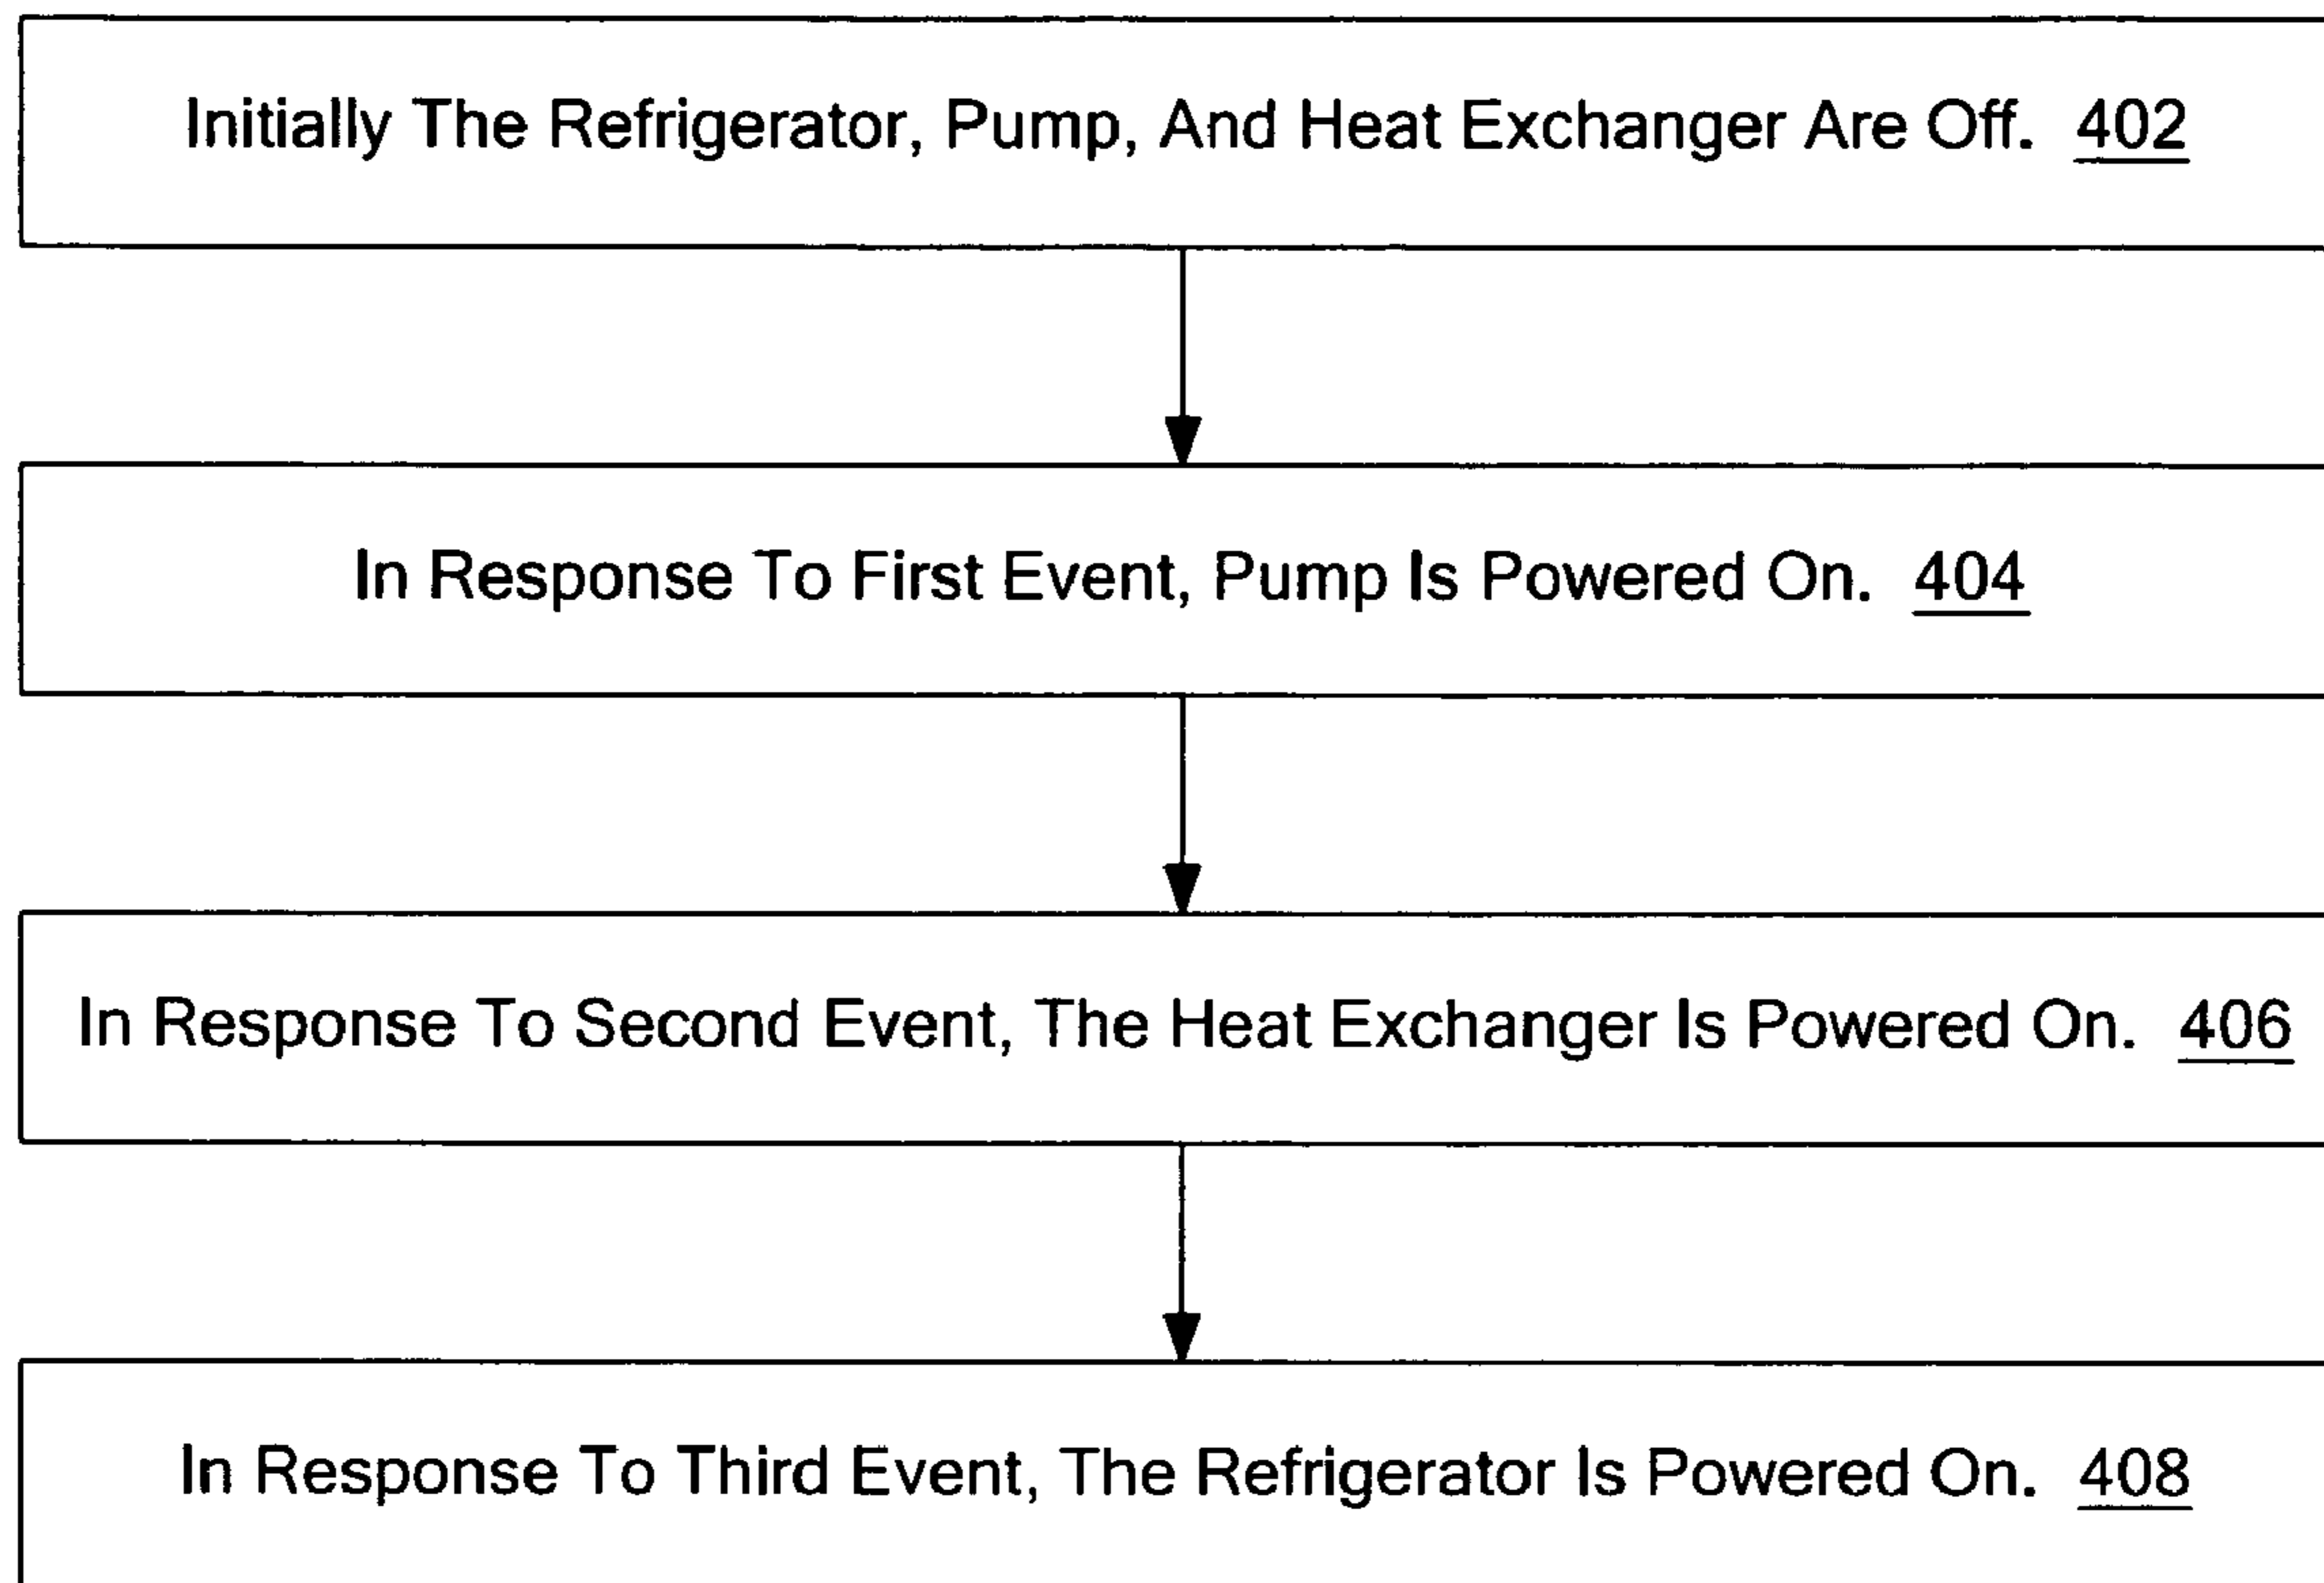 Initially The Refrigerator, Pump, And Heat Exchanger Are Off. 402
In Response To First Event, Pump Is Powered On. 404
In Response To Second Event, The Heat Exchanger Is Powered On. 406
In Response To Third Event, The Refrigerator Is Powered On. 408